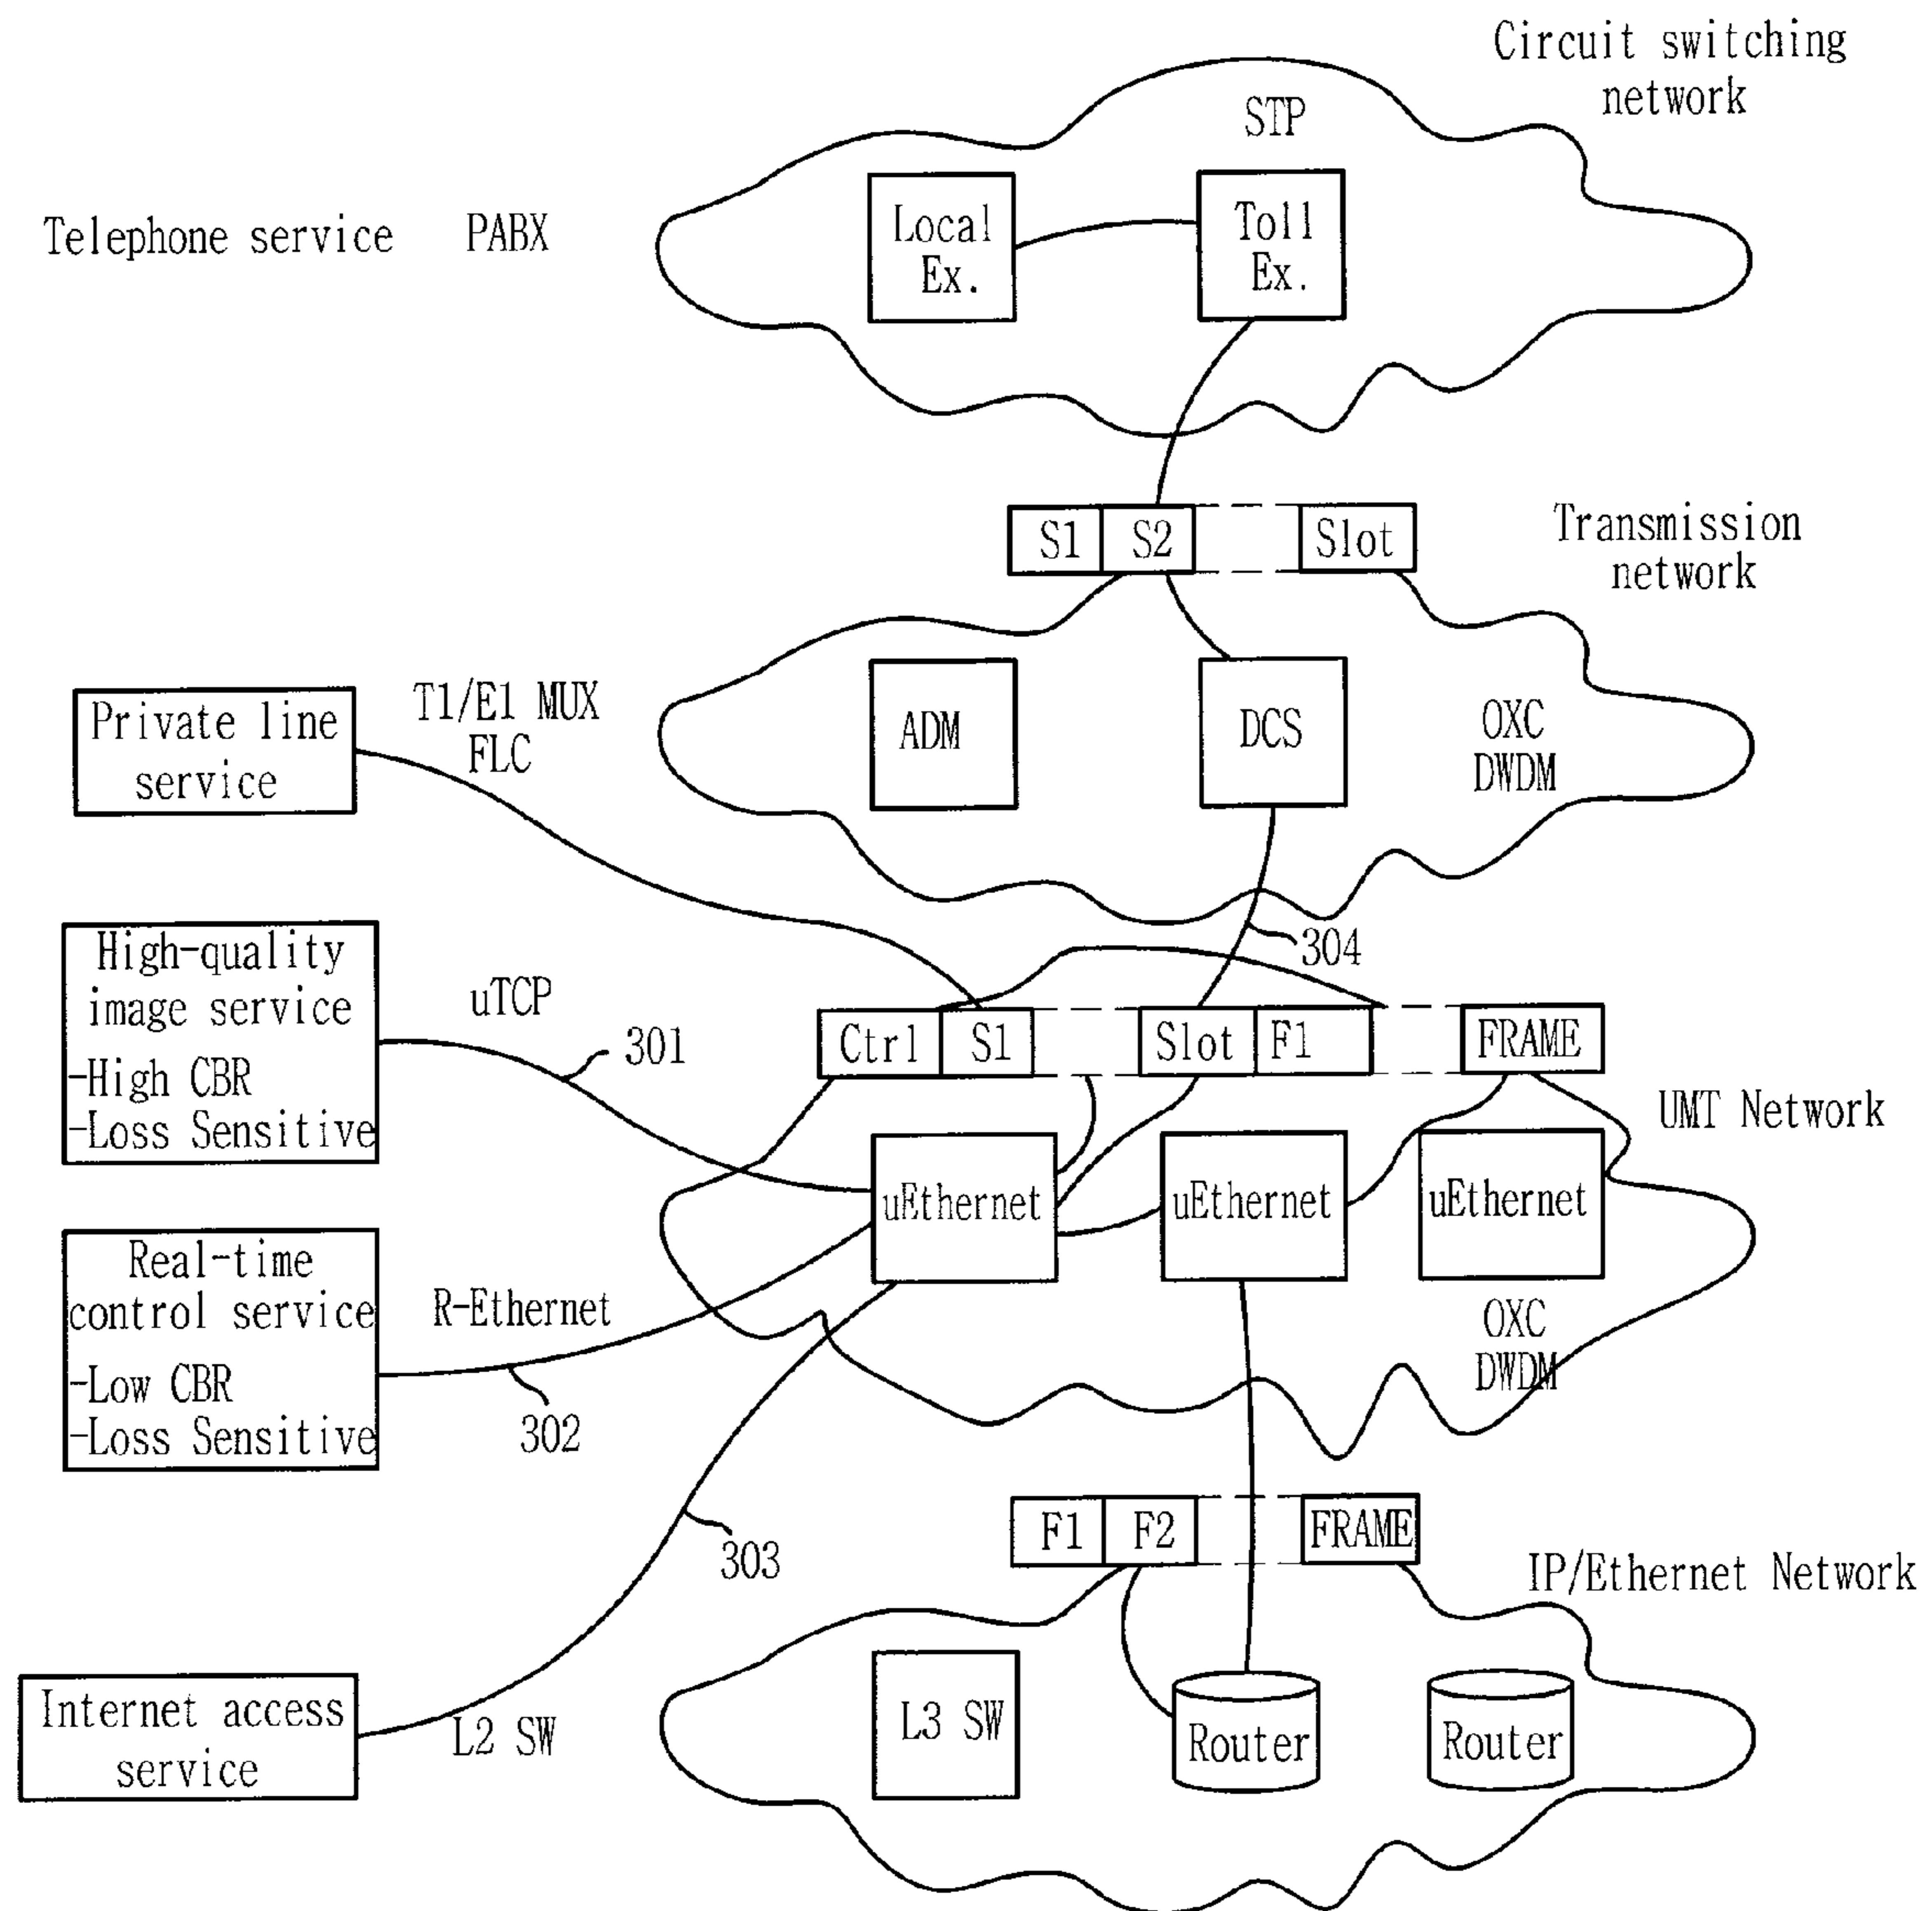 Circuit switching
network
STP
Local
Ex.
Toll
Ex.
Telephone service
PABX
S1
S2
Slot
Transmission
network
ADM
DCS
OXC
DWDM
Private line
service
T1/E1 MUX
FLC
304
High-quality
image service
-High CBR
-Loss Sensitive
uTCP
301
Ctrl
S1
Slot
F1
FRAME
UMT Network
uEthernet
uEthernet
uEthernet
OXC
DWDM
Real-time
control service
-Low CBR
-Loss Sensitive
R-Ethernet
302
303
F1
F2
FRAME
IP/Ethernet Network
L3 SW
Router
Router
Internet access
service
L2 SW